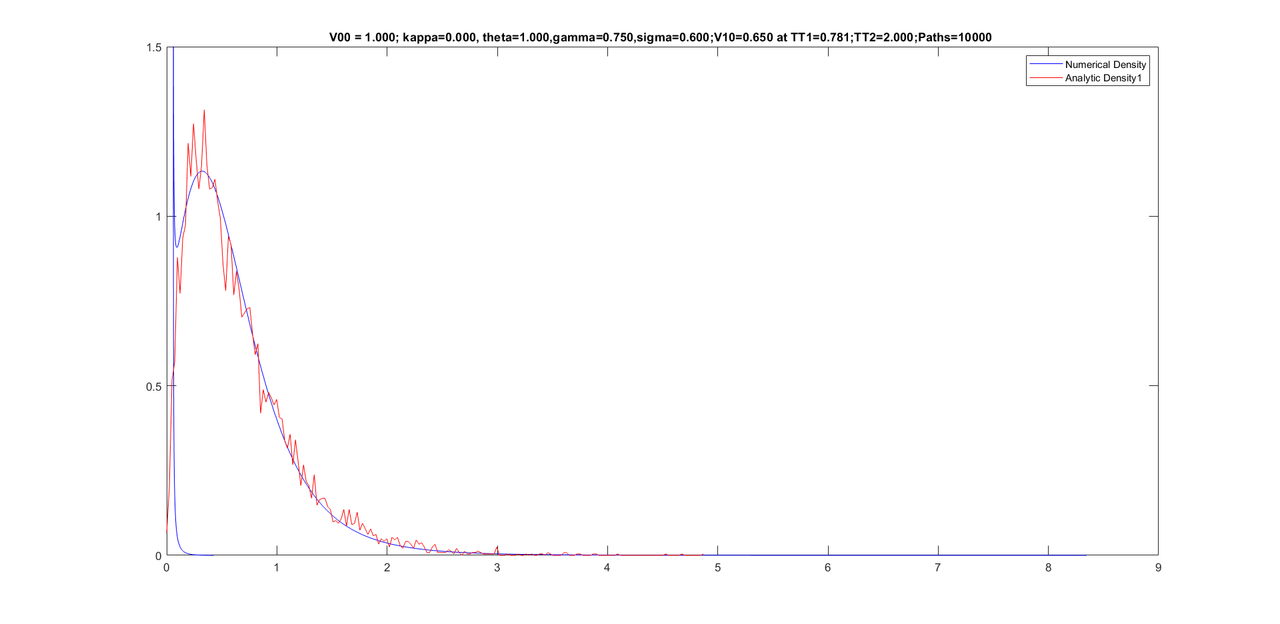 V00 = 1.000; kappa=0.000, theta=1.000,gamma=0.750,sigma=0.600;V10=0.650 at TT1=0.781;TT2=2.000;Paths=10000
1.5
Numerical Density
Analytic Density1
1
0.5
0
0 1 2 3 4 5 6 7 8 9